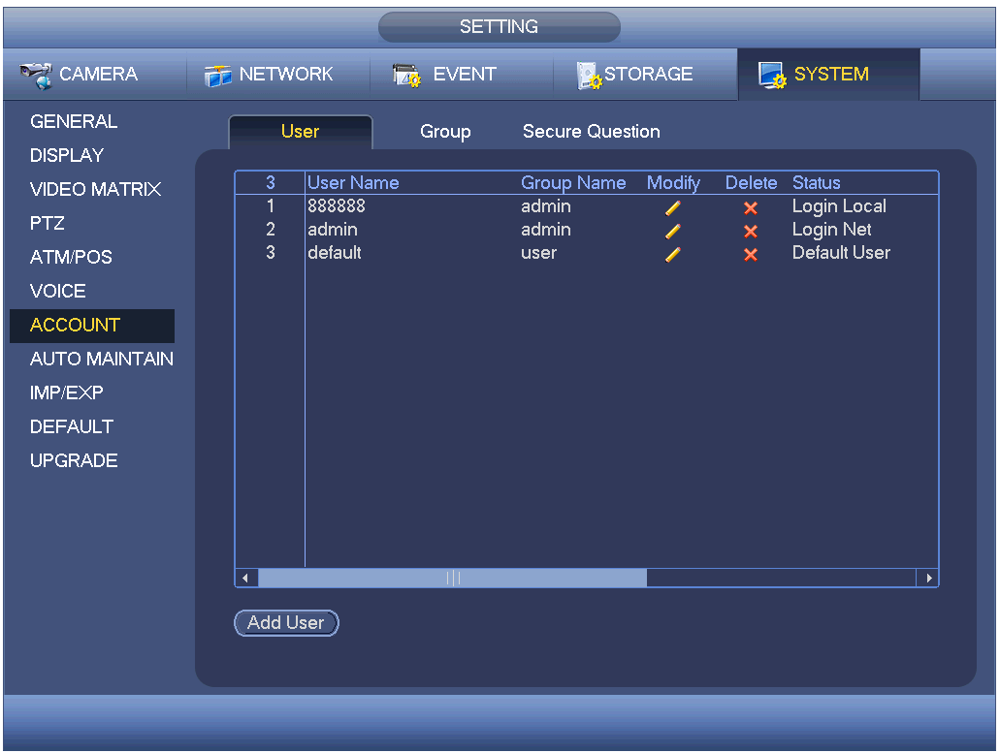 SETTING
CAMERA NETWORK EVENT STORAGE SYSTEM
GENERAL
DISPLAY
VIDEO MATRIX
PTZ
ATM/POS
VOICE
ACCOUNT
AUTO MAINTAIN
IMP/EXP
DEFAULT
UPGRADE
User Group Secure Question
3 User Name Group Name Modify Delete Status
1 888888 admin Login Local
2 admin admin Login Net
3 default user Default User
Add User